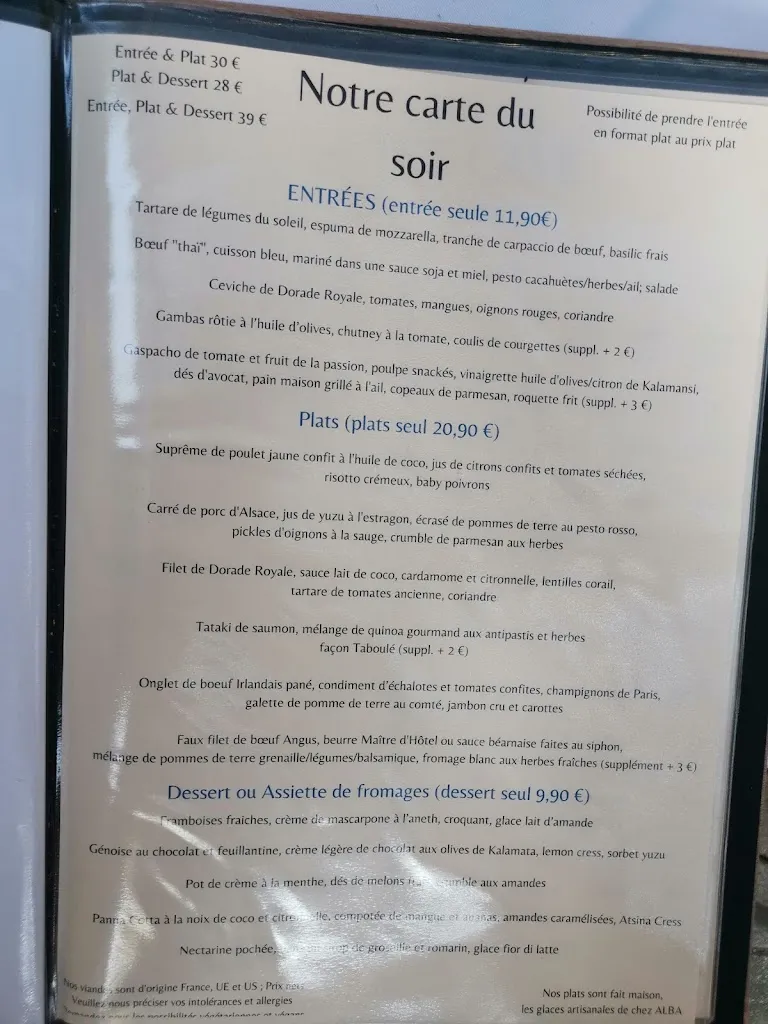 Entrée & Plat 30 €
Plat & Dessert 28 €
Entrée, Plat & Dessert 39 €
Notre carte du
soir
Possibilité de prendre l'entrée
en format plat au prix plat
ENTRÉES (entrée seule 11,90€)
Tartare de légumes du soleil, espuma de mozzarella, tranche de carpaccio de bœuf, basilic frais
Bœuf "thaï", cuisson bleu, mariné dans une sauce soja et miel, pesto cacahuètes/herbes/ail; salade
Ceviche de Dorade Royale, tomates, mangues, oignons rouges, coriandre
Gambas rôtie à l'huile d'olives, chutney à la tomate, coulis de courgettes (suppl. + 2 €)
Gaspacho de tomate et fruit de la passion, poulpe snackés, vinaigrette huile d'olives/citron de Kalamansi,
dés d'avocat, pain maison grillé à l'ail, copeaux de parmesan, roquette frit (suppl. + 3 €)
Plats (plats seul 20,90 €)
Suprême de poulet jaune confit à l'huile de coco, jus de citrons confits et tomates séchées,
risotto crémeux, baby poivrons
Carré de porc d'Alsace, jus de yuzu à l'estragon, écrasé de pommes de terre au pesto rosso,
pickles d'oignons à la sauge, crumble de parmesan aux herbes
Filet de Dorade Royale, sauce lait de coco, cardamome et citronnelle, lentilles corail,
tartare de tomates ancienne, coriandre
Tataki de saumon, mélange de quinoa gourmand aux antipastis et herbes
façon Taboulé (suppl. + 2 €)
Onglet de boeuf Irlandais pané, condiment d'échalotes et tomates confites, champignons de Paris,
galette de pomme de terre au comté, jambon cru et carottes
Faux filet de bœuf Angus, beurre Maître d'Hôtel ou sauce béarnaise faites au siphon,
mélange de pommes de terre grenaille/légumes/balsamique, fromage blanc aux herbes fraîches (supplément + 3 €)
Dessert ou Assiette de fromages (dessert seul 9,90 €)
Framboises fraiches, crème de mascarpone à l'aneth, croquant, glace lait d'amande
Génoise au chocolat et feuillantine, crème légère de chocolat aux olives de Kalamata, lemon cress, sorbet yuzu
Pot de crème à la menthe, dés de melons crumble aux amandes
Panna Cotta à la noix de coco et citronnelle, compotée de mangue et ananas, amandes caramélisées, Atsina Cress
Nectarine pochée, de groseille et romarin, glace fior di latte
Nos viandes sont d'origine France, UE et US ; Prix nets
Veuillez nous préciser vos intolérances et allergies
Demandez nous les possibilités végétariennes et végan
Nos plats sont fait maison,
les glaces artisanales de chez ALBA